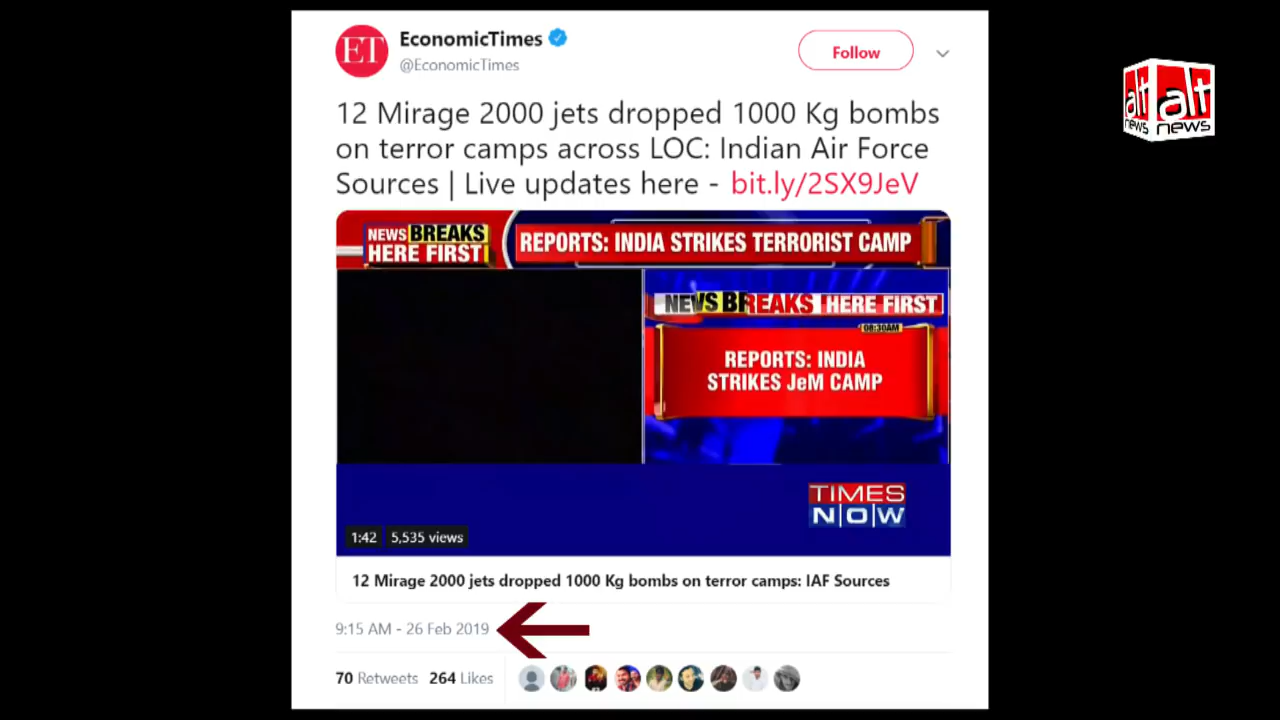 ET
EconomicTimes
@EconomicTimes
Follow
12 Mirage 2000 jets dropped 1000 Kg bombs
on terror camps across LOC: Indian Air Force
Sources | Live updates here - bit.ly/2SX9JeV
NEWS BREAKS
HERE FIRST
REPORTS: INDIA STRIKES TERRORIST CAMP
NEWS BREAKS HERE FIRST
08:30AM
REPORTS: INDIA
STRIKES JeM CAMP
TIMES
NOW
1:42 5,535 views
12 Mirage 2000 jets dropped 1000 Kg bombs on terror camps: IAF Sources
9:15 AM - 26 Feb 2019
70 Retweets 264 Likes
alt
news
alt
news